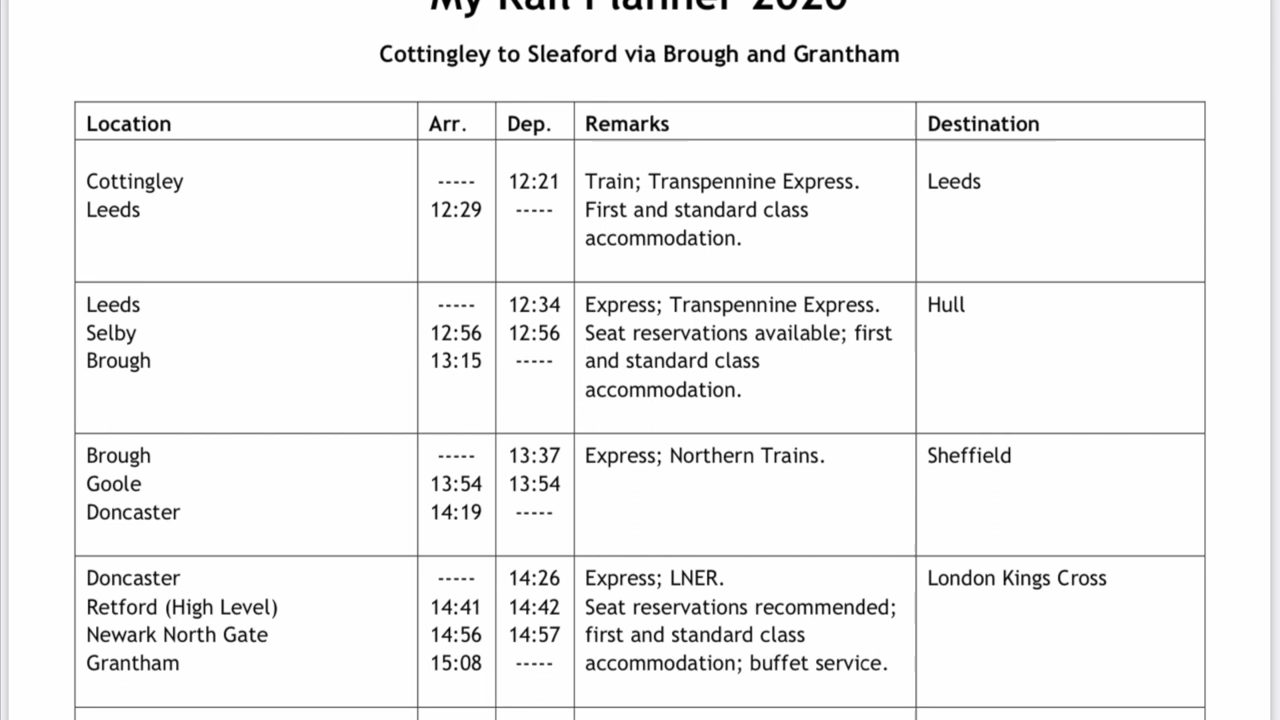 My Rail Planner 2020
Cottingley to Sleaford via Brough and Grantham
Location Arr. Dep. Remarks Destination
Cottingley ----- 12:21 Train; Transpennine Express. Leeds
Leeds 12:29 ----- First and standard class
accommodation.
Leeds ----- 12:34 Express; Transpennine Express. Hull
Selby 12:56 12:56 Seat reservations available; first
Brough 13:15 ----- and standard class
accommodation.
Brough ----- 13:37 Express; Northern Trains. Sheffield
Goole 13:54 13:54
Doncaster 14:19 -----
Doncaster ----- 14:26 Express; LNER. London Kings Cross
Retford (High Level) 14:41 14:42 Seat reservations recommended;
Newark North Gate 14:56 14:57 first and standard class
Grantham 15:08 ----- accommodation; buffet service.